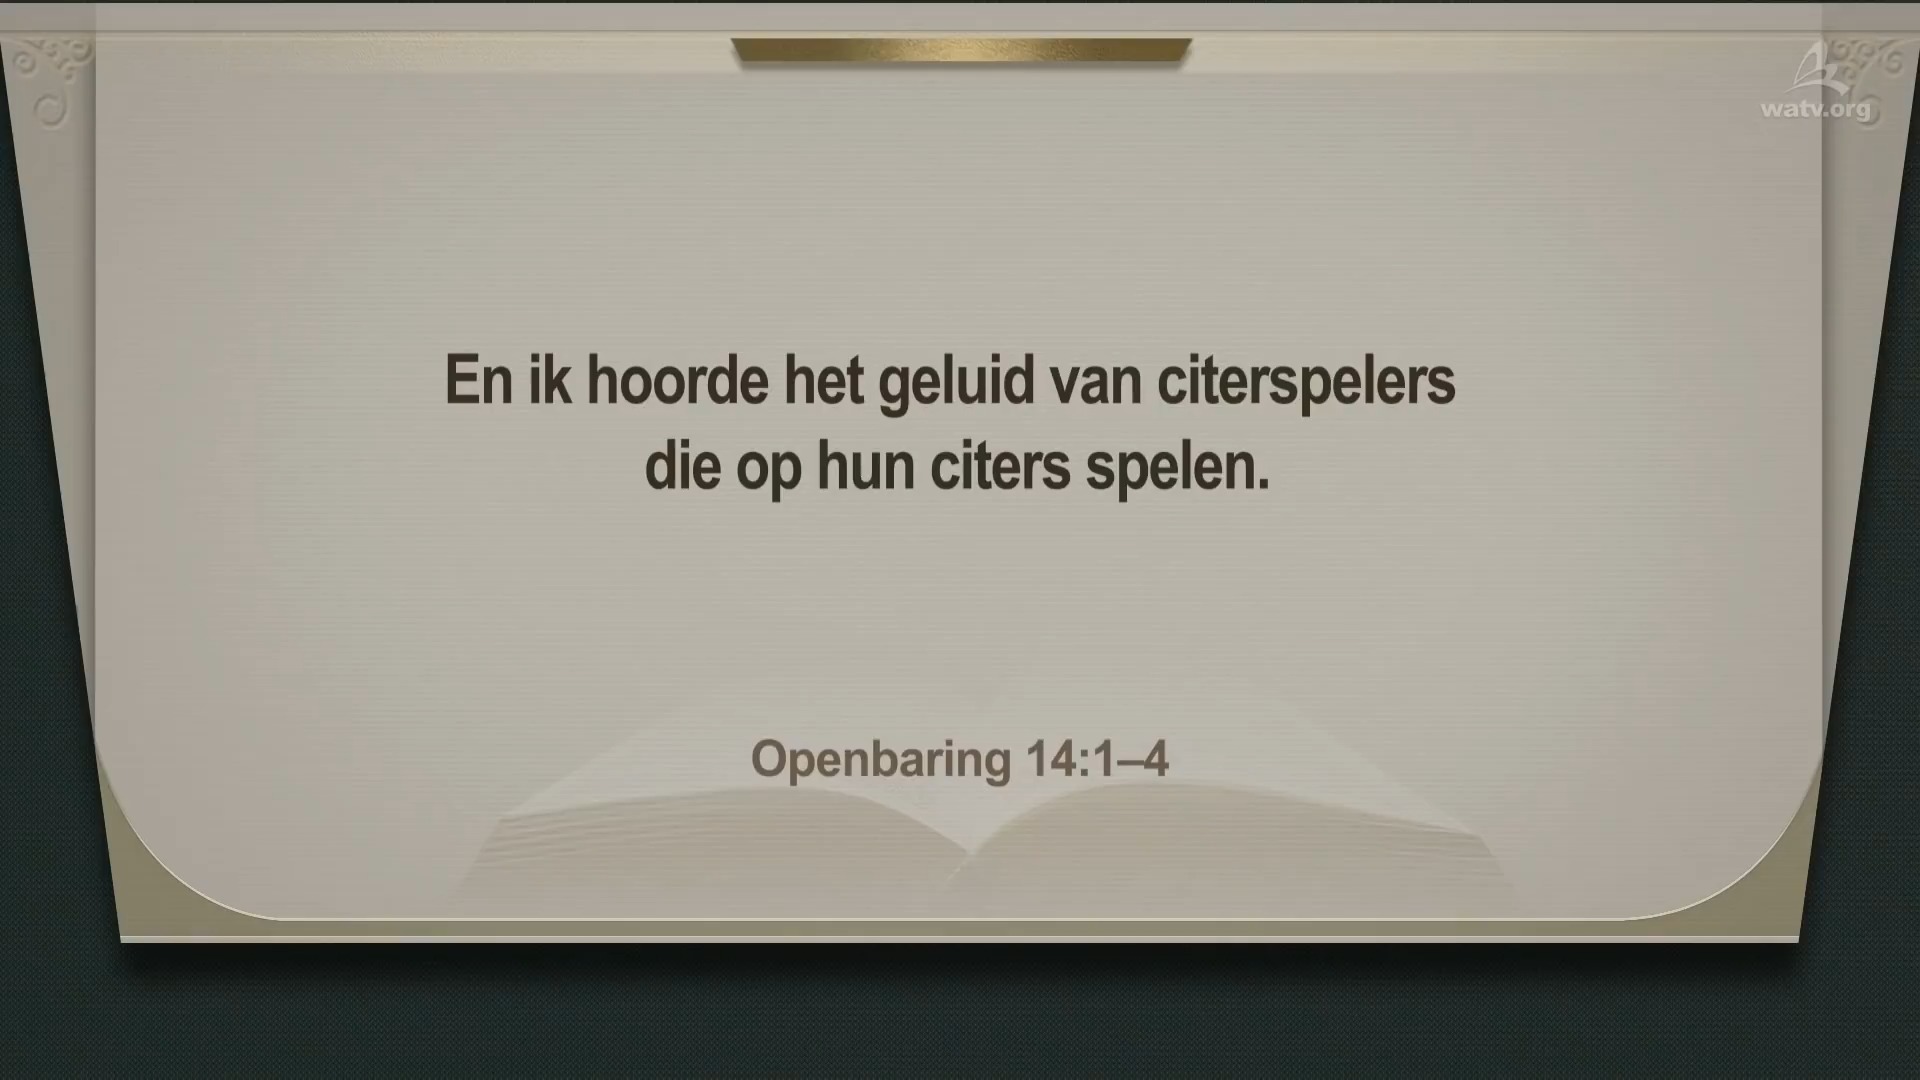 watv.org
En ik hoorde het geluid van citerspelers
die op hun citers spelen.
Openbaring 14:1–4